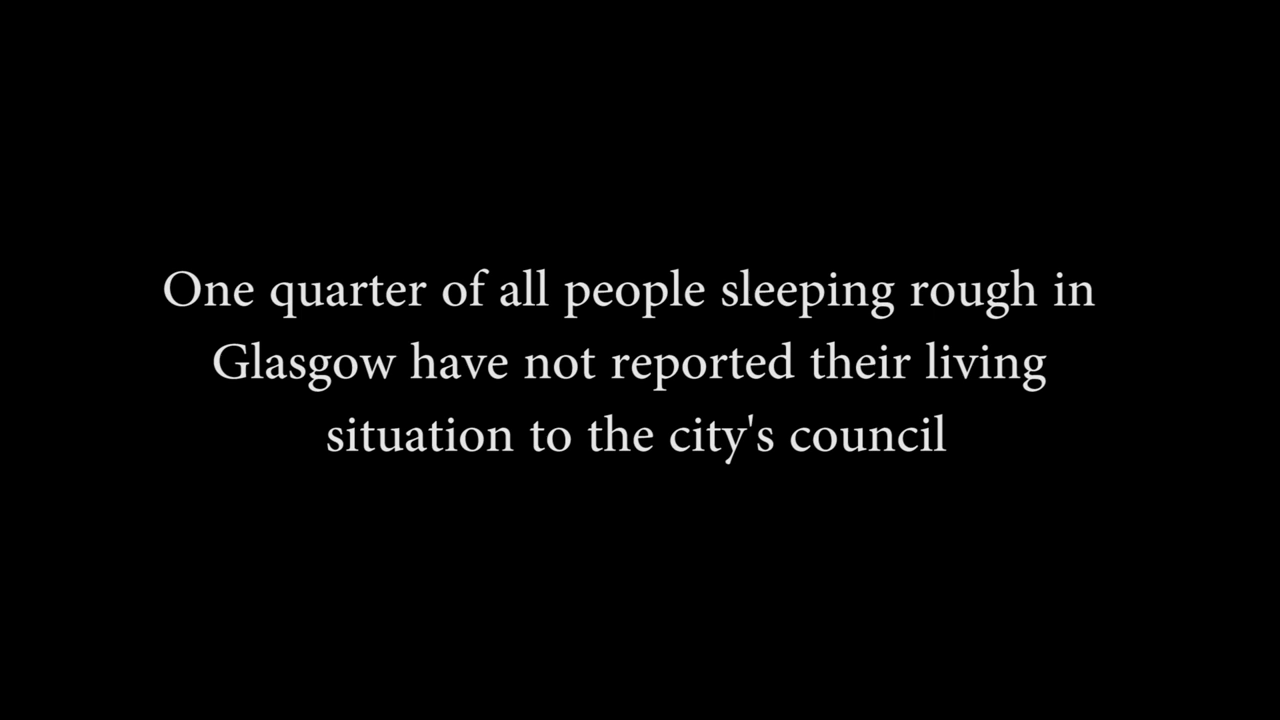 One quarter of all people sleeping rough in
Glasgow have not reported their living
situation to the city's council